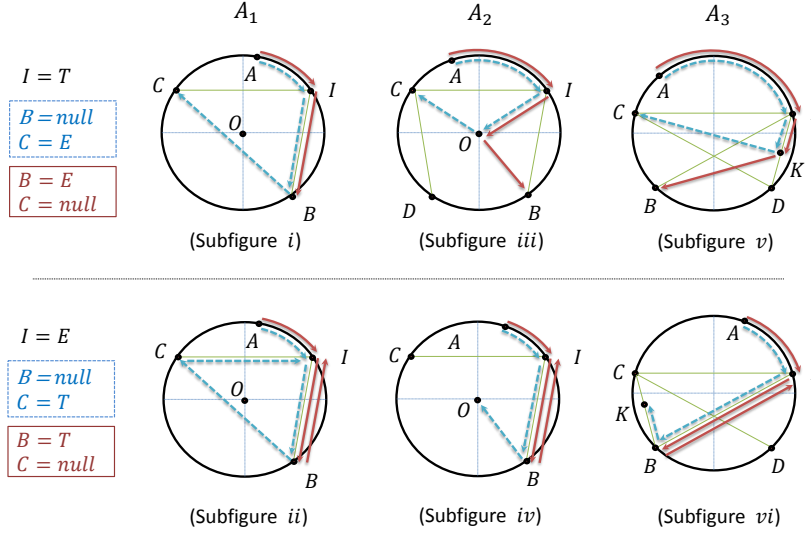 A₁ A₂ A₃
I = T
B = null
C = E
B = E
C = null
A I C O B
A I C O D B
A C K B D
(Subfigure i) (Subfigure iii) (Subfigure v)
I = E
B = null
C = T
B = T
C = null
A I C O B
A I C O B
A C K B D
(Subfigure ii) (Subfigure iv) (Subfigure vi)